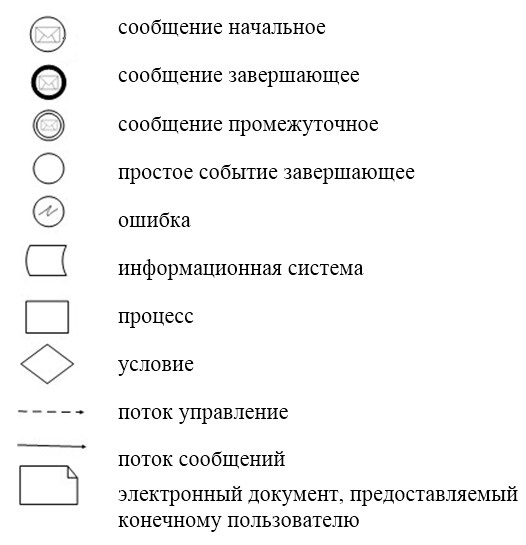 сообщение начальное
сообщение завершающее
сообщение промежуточное
простое событие завершающее
ошибка
информационная система
процесс
условие
поток управление
поток сообщений
электронный документ, предоставляемый
конечному пользователю